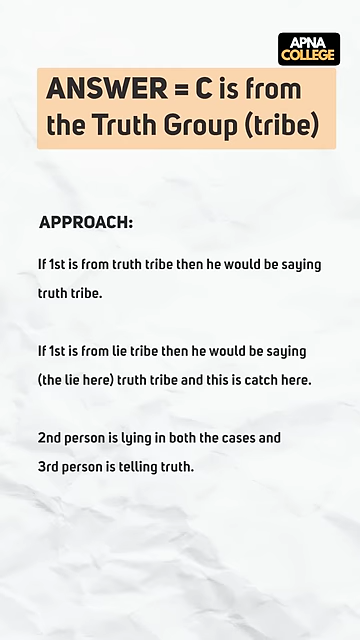 APNA
COLLEGE
ANSWER = C is from
the Truth Group (tribe)
APPROACH:
If 1st is from truth tribe then he would be saying
truth tribe.
If 1st is from lie tribe then he would be saying
(the lie here) truth tribe and this is catch here.
2nd person is lying in both the cases and
3rd person is telling truth.